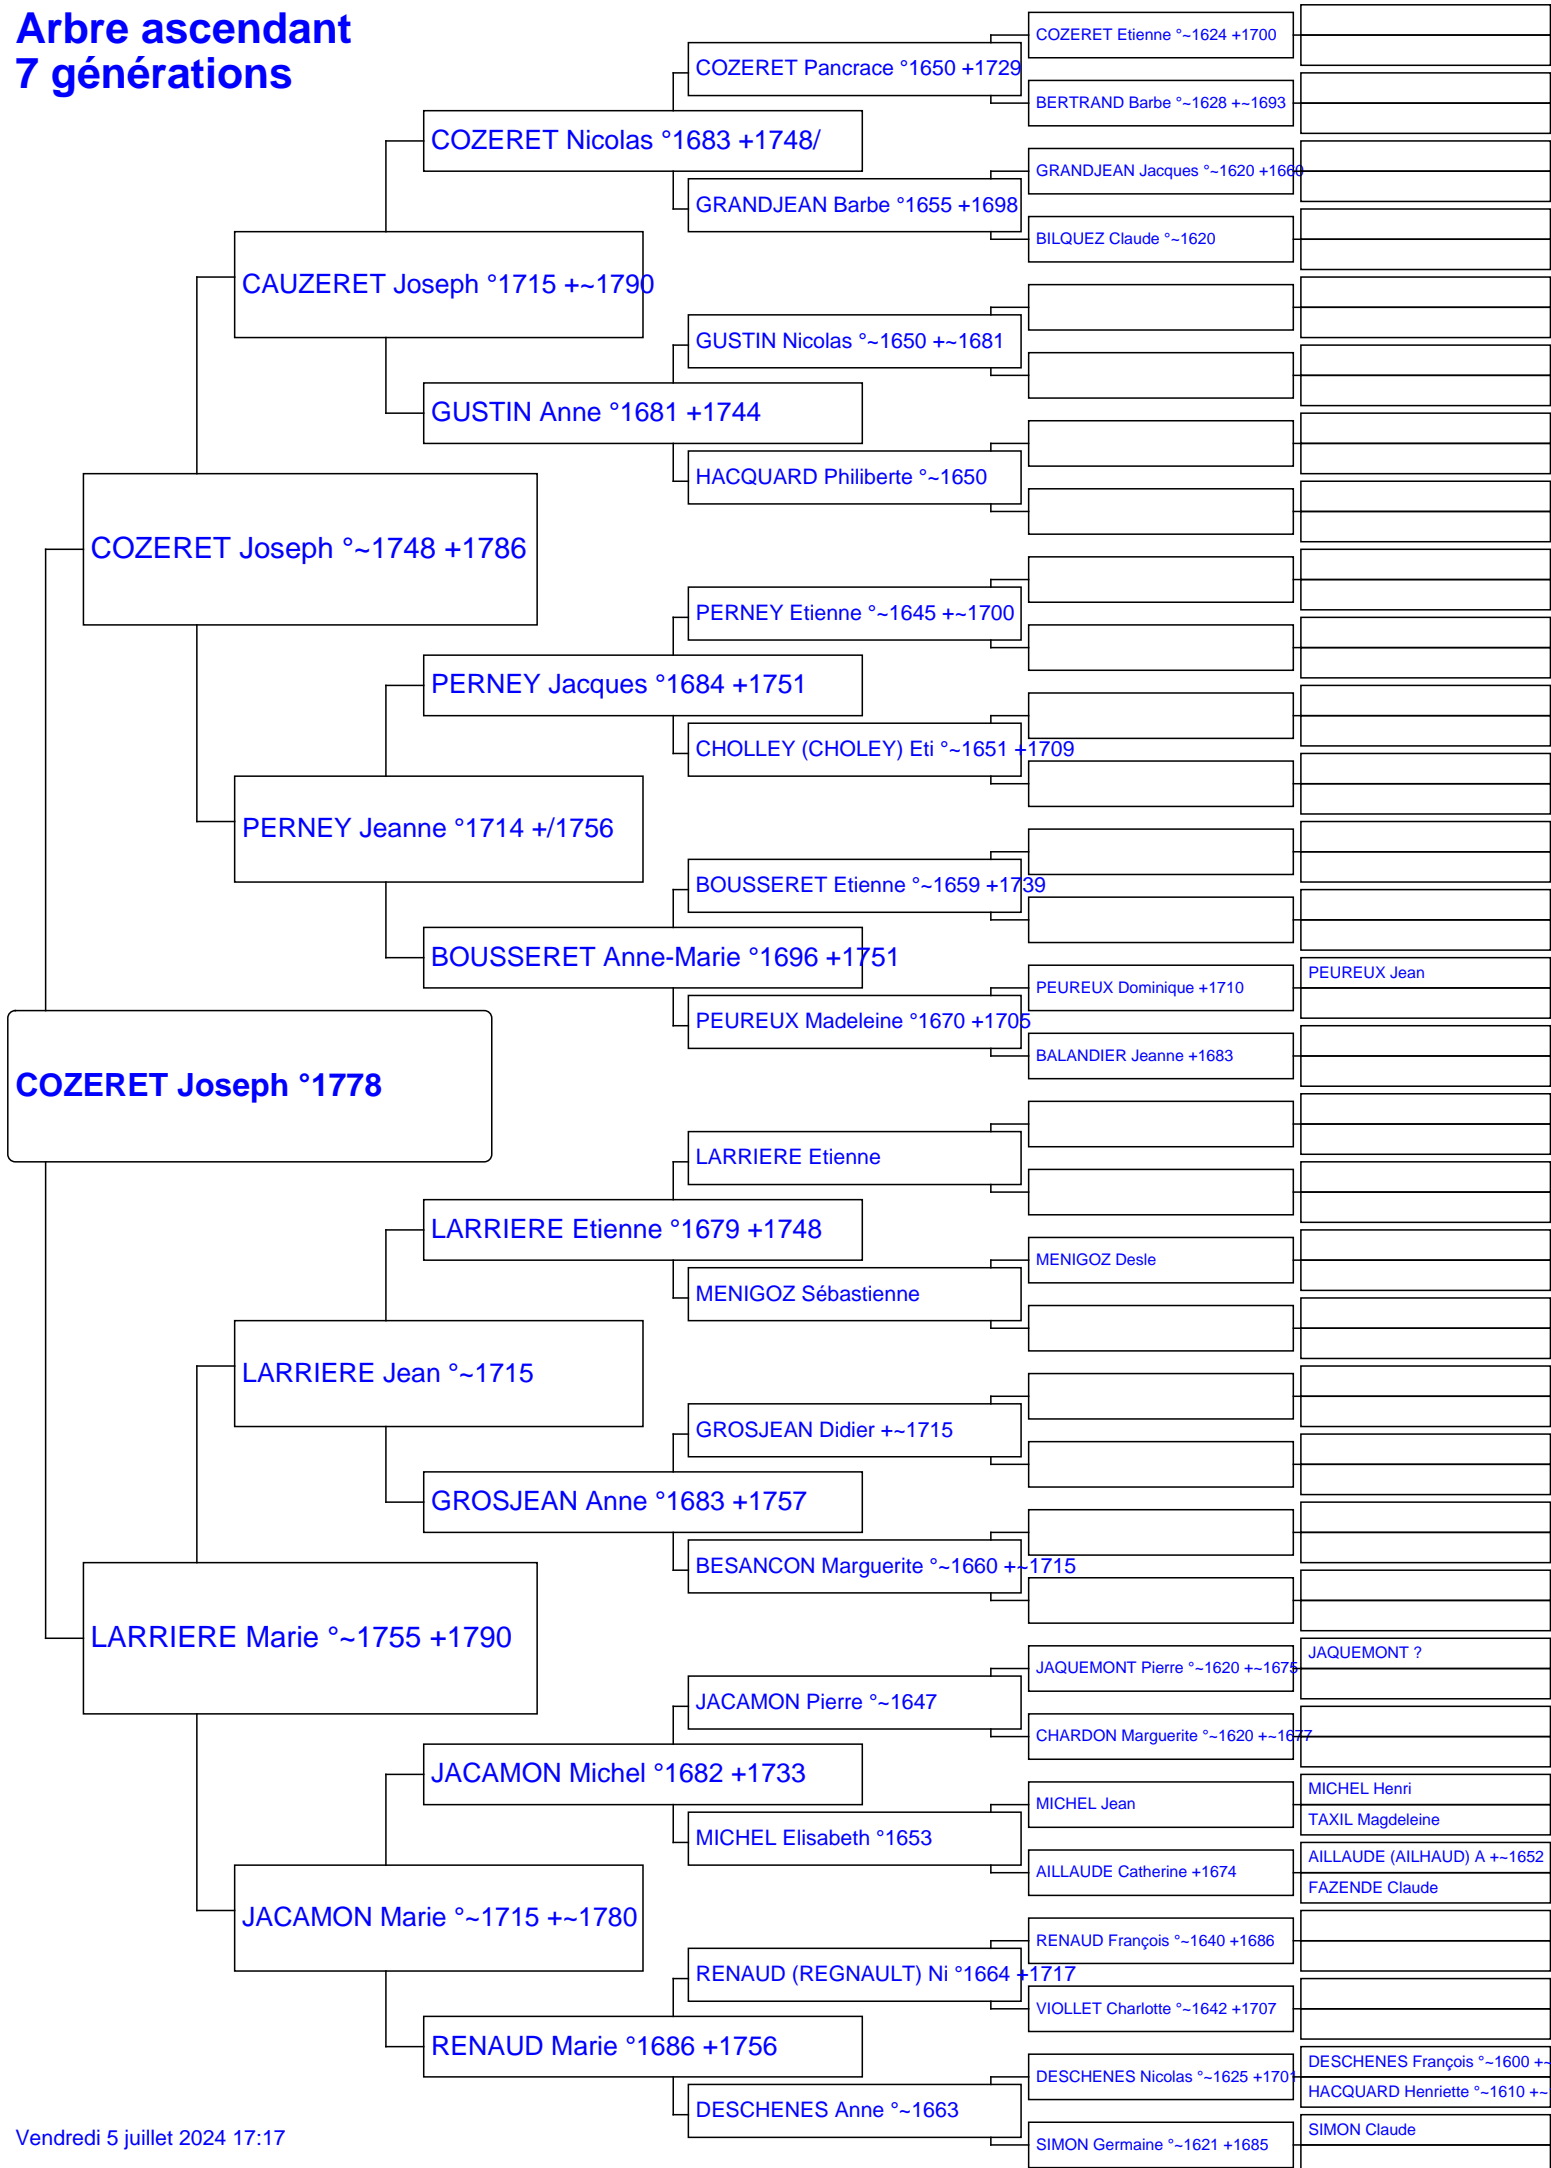 Arbre ascendant
7 générations
COZERET Etienne °~1624 +1700
COZERET Pancrace °1650 +1729
BERTRAND Barbe °~1628 +~1693
COZERET Nicolas °1683 +1748/
GRANDJEAN Jacques °~1620 +1660
GRANDJEAN Barbe °1655 +1698
BILQUEZ Claude °~1620
CAUZERET Joseph °1715 +~1790
GUSTIN Nicolas °~1650 +~1681
GUSTIN Anne °1681 +1744
HACQUARD Philiberte °~1650
COZERET Joseph °~1748 +1786
PERNEY Etienne °~1645 +~1700
PERNEY Jacques °1684 +1751
CHOLLEY (CHOLEY) Eti °~1651 +1709
PERNEY Jeanne °1714 +/1756
BOUSSERET Etienne °~1659 +1739
BOUSSERET Anne-Marie °1696 +1751
PEUREUX Jean
PEUREUX Dominique +1710
PEUREUX Madeleine °1670 +1705
BALANDIER Jeanne +1683
COZERET Joseph °1778
LARRIERE Etienne
LARRIERE Etienne °1679 +1748
MENIGOZ Desle
MENIGOZ Sébastienne
LARRIERE Jean °~1715
GROSJEAN Didier +~1715
GROSJEAN Anne °1683 +1757
BESANCON Marguerite °~1660 +~1715
LARRIERE Marie °~1755 +1790
JAQUEMONT ?
JAQUEMONT Pierre °~1620 +~1675
JACAMON Pierre °~1647
CHARDON Marguerite °~1620 +~1677
JACAMON Michel °1682 +1733
MICHEL Henri
MICHEL Jean
TAXIL Magdeleine
MICHEL Elisabeth °1653
AILLAUDE (AILHAUD) A +~1652
AILLAUDE Catherine +1674
FAZENDE Claude
JACAMON Marie °~1715 +~1780
RENAUD François °~1640 +1686
RENAUD (REGNAULT) Ni °1664 +1717
VIOLLET Charlotte °~1642 +1707
RENAUD Marie °1686 +1756
DESCHENES François °~1600 +~
DESCHENES Nicolas °~1625 +1701
HACQUARD Henriette °~1610 +~
DESCHENES Anne °~1663
SIMON Claude
SIMON Germaine °~1621 +1685
Vendredi 5 juillet 2024 17:17